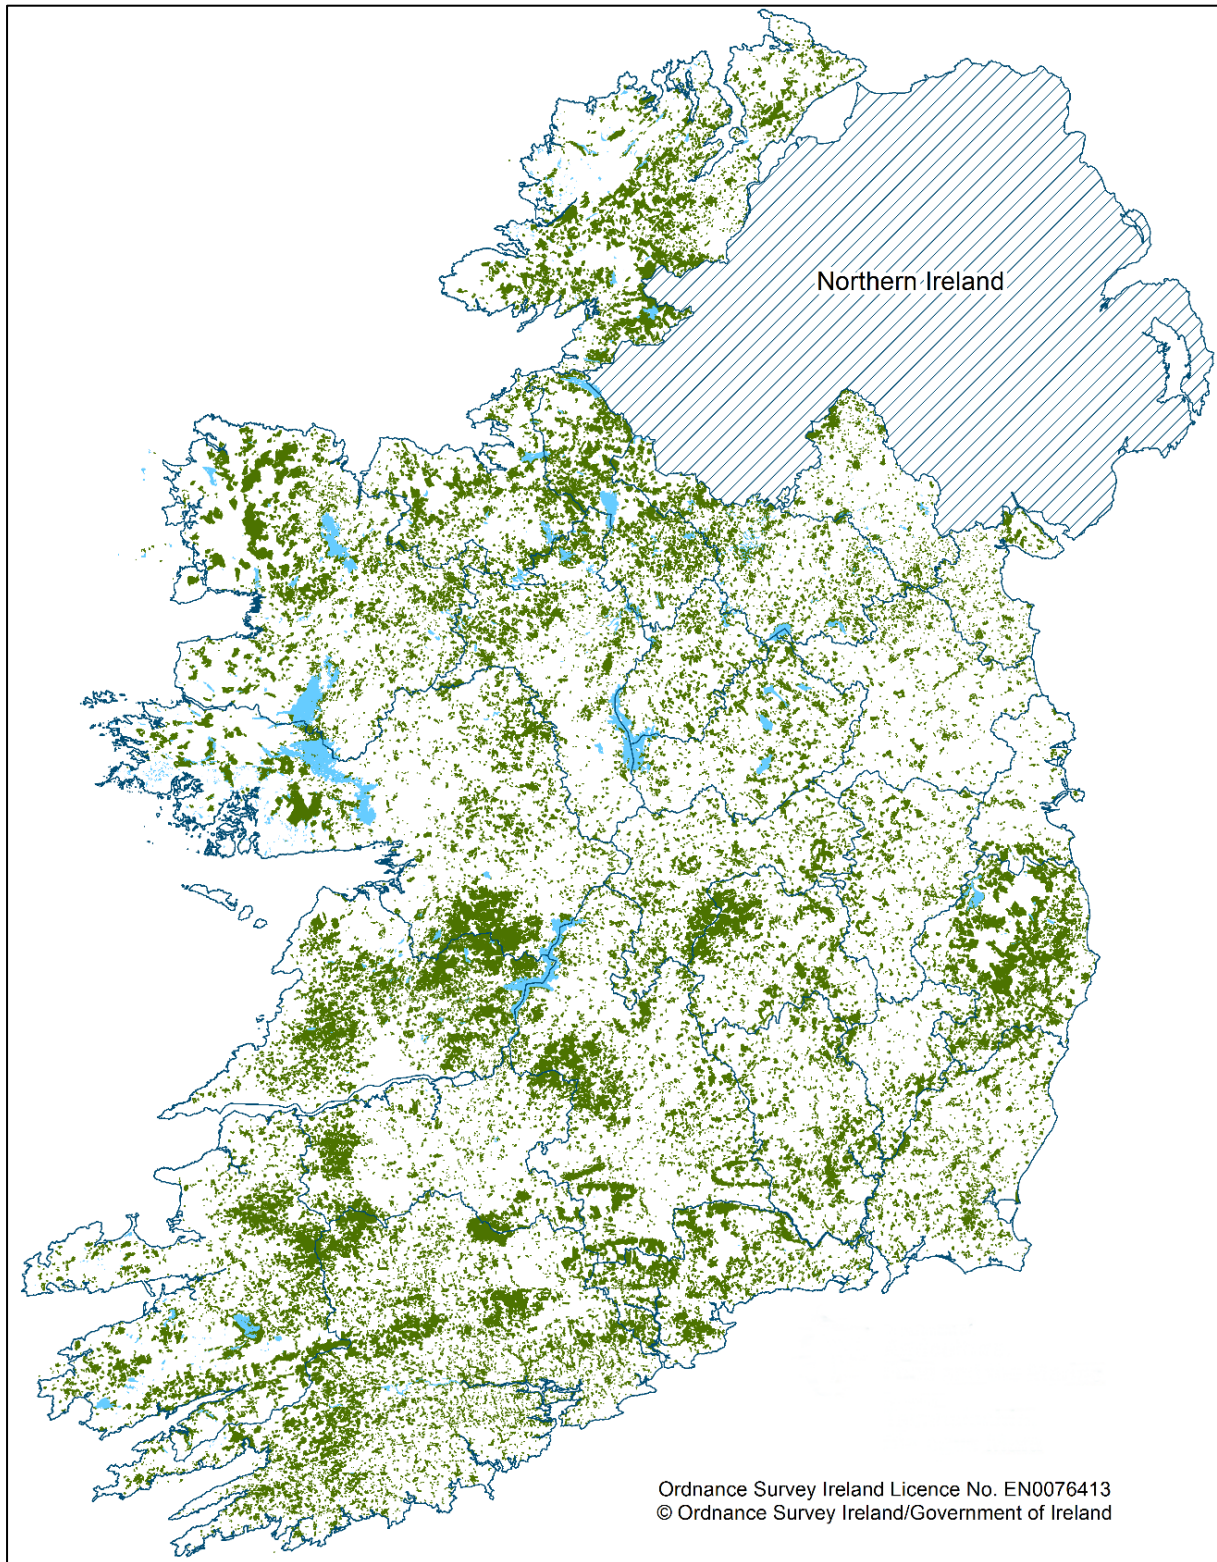 Northern Ireland
Ordnance Survey Ireland Licence No. EN0076413
© Ordnance Survey Ireland/Government of Ireland